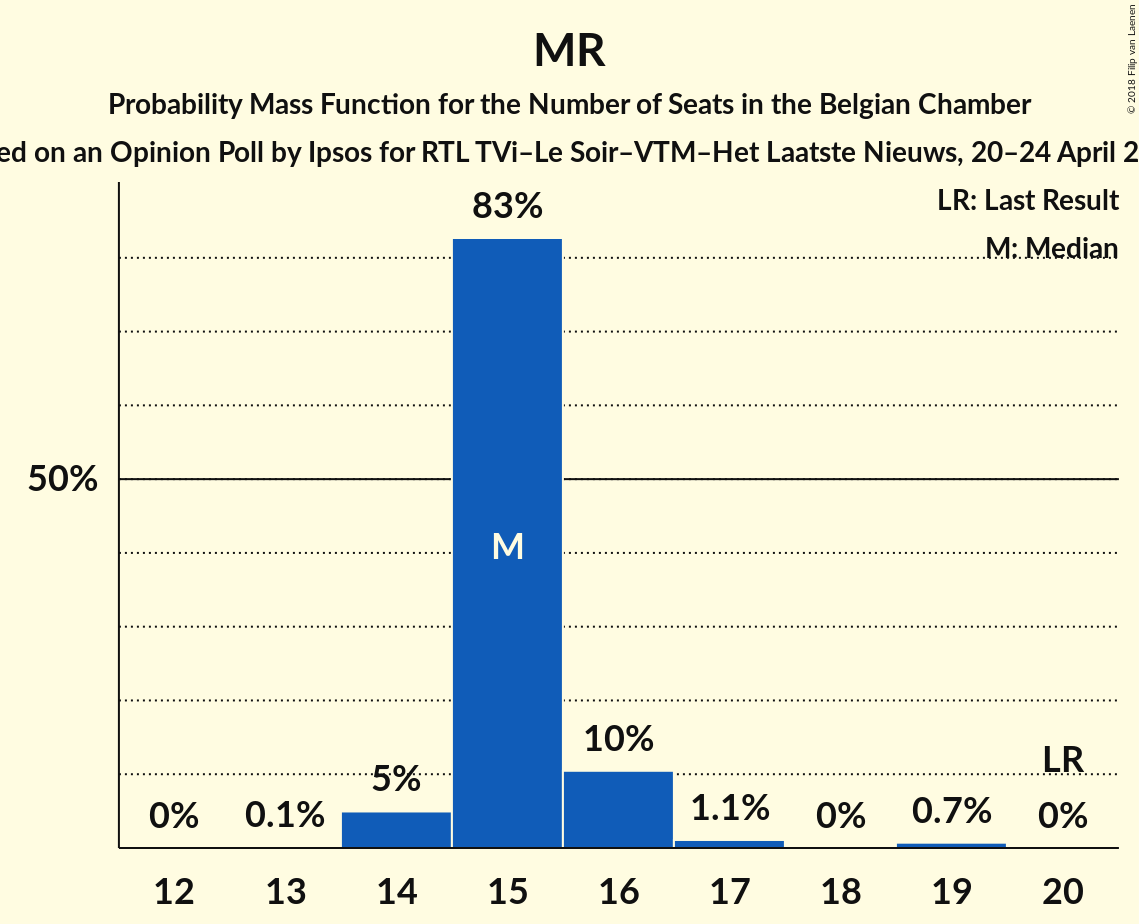 MR
Probability Mass Function for the Number of Seats in the Belgian Chamber
on an Opinion Poll by Ipsos for RTL TVi–Le Soir–VTM–Het Laatste Nieuws, 20–24 April
© 2018 Filip van Laenen
LR: Last Result
M: Median
83%
50%
M
10%
LR
5%
0% 0.1% 1.1% 0% 0.7% 0%
12 13 14 15 16 17 18 19 20